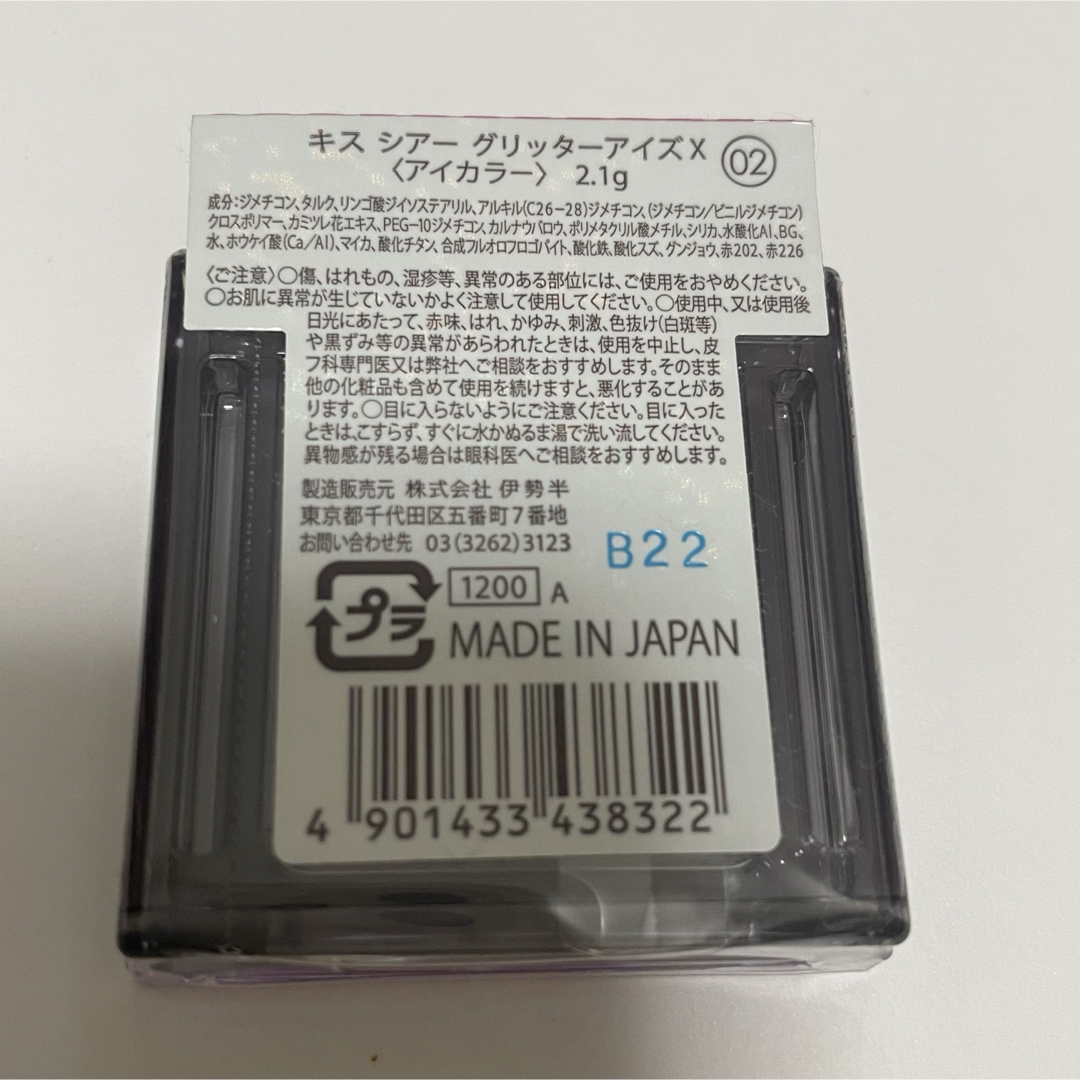 キス シアー グリッターアイズX 02
〈アイカラー〉 2.1g
成分:ジメチコン、タルク、リンゴ酸ジイソステアリル、アルキル(C26-28)ジメチコン、(ジメチコン/ビニルジメチコン)
クロスポリマー、カミツレ花エキス、PEG-10ジメチコン、カルナウバロウ、ポリメタクリル酸メチル、シリカ、水酸化Al、BG、
水、ホウケイ酸(Ca/Al)、マイカ、酸化チタン、合成フルオロフロゴパイト、酸化鉄、酸化スズ、グンジョウ、赤202、赤226
〈ご注意〉〇傷、はれもの、湿疹等、異常のある部位には、ご使用をおやめください。
〇お肌に異常が生じていないかよく注意して使用してください。〇使用中、又は使用後
日光にあたって、赤味、はれ、かゆみ、刺激、色抜け(白斑等)
や黒ずみ等の異常があらわれたときは、使用を中止し、皮
フ科専門医又は弊社へご相談をおすすめします。そのまま
他の化粧品も含めて使用を続けますと、悪化することがあ
ります。〇目に入らないようにご注意ください。目に入った
ときは、こすらず、すぐに水かぬるま湯で洗い流してください。
異物感が残る場合は眼科医へご相談をおすすめします。
製造販売元 株式会社 伊勢半
東京都千代田区五番町7番地
お問い合わせ先 03(3262)3123
B22
プラ 1200 A
MADE IN JAPAN
4 901433 438322